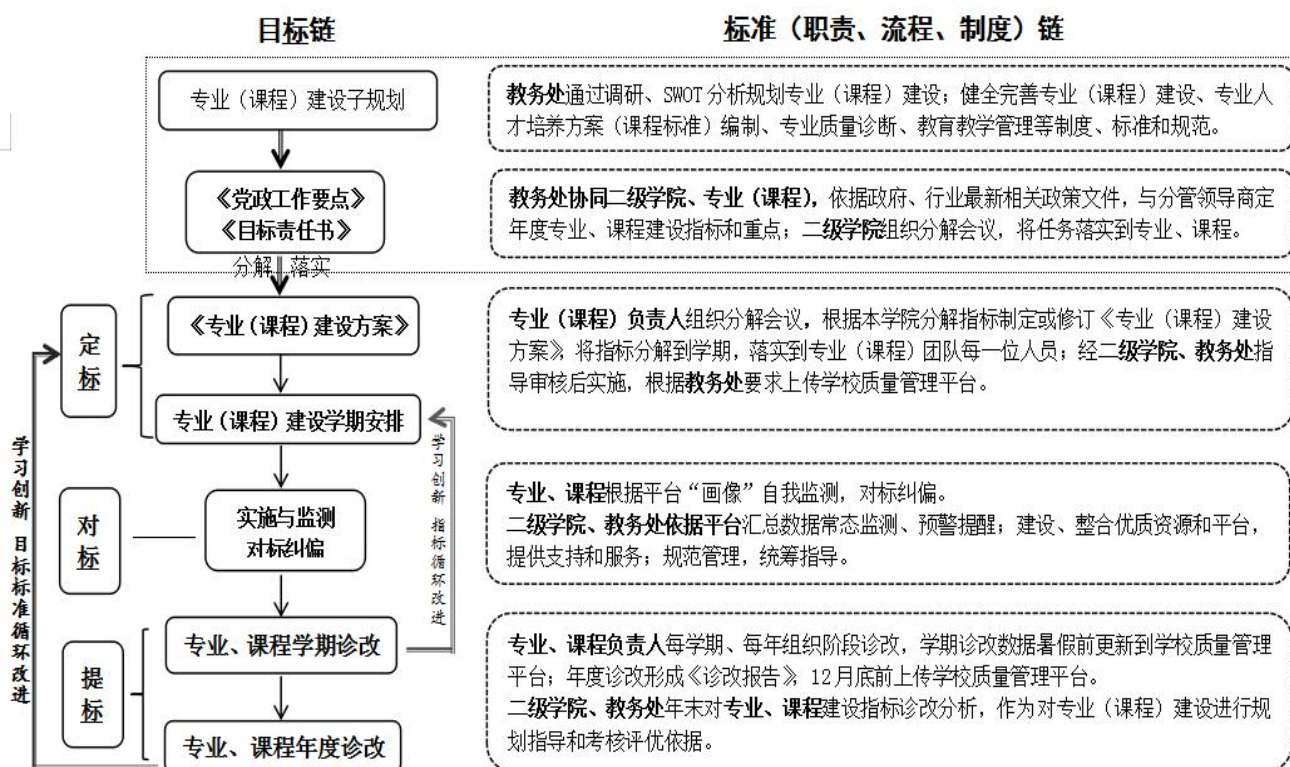 目标链
标准（职责、流程、制度）链
专业（课程）建设子规划
教务处通过调研、SWOT分析规划专业（课程）建设；健全完善专业（课程）建设、专业人
才培养方案（课程标准）编制、专业质量诊断、教育教学管理等制度、标准和规范。
《党政工作要点》
《目标责任书》
教务处协同二级学院、专业（课程），依据政府、行业最新相关政策文件，与分管领导商定
年度专业、课程建设指标和重点；二级学院组织分解会议，将任务落实到专业、课程。
分解 落实
定
标
《专业（课程）建设方案》
专业（课程）建设学期安排
专业（课程）负责人组织分解会议，根据本学院分解指标制定或修订《专业（课程）建设
方案》，将指标分解到学期，落实到专业（课程）团队每一位人员；经二级学院、教务处指
导审核后实施，根据教务处要求上传学校质量管理平台。
对
标
实施与监测
对标纠偏
专业、课程根据平台“画像”自我监测，对标纠偏。
二级学院、教务处依据平台汇总数据常态监测、预警提醒；建设、整合优质资源和平台，
提供支持和服务；规范管理，统筹指导。
提
标
专业、课程学期诊改
专业、课程年度诊改
专业、课程负责人每学期、每年组织阶段诊改，学期诊改数据暑假前更新到学校质量管理
平台；年度诊改形成《诊改报告》，12月底前上传学校质量管理平台。
二级学院、教务处年末对专业、课程建设指标诊改分析，作为对专业（课程）建设进行规
划指导和考核评优依据。
学习创新 目标标准循环改进
学习创新 指标循环改进